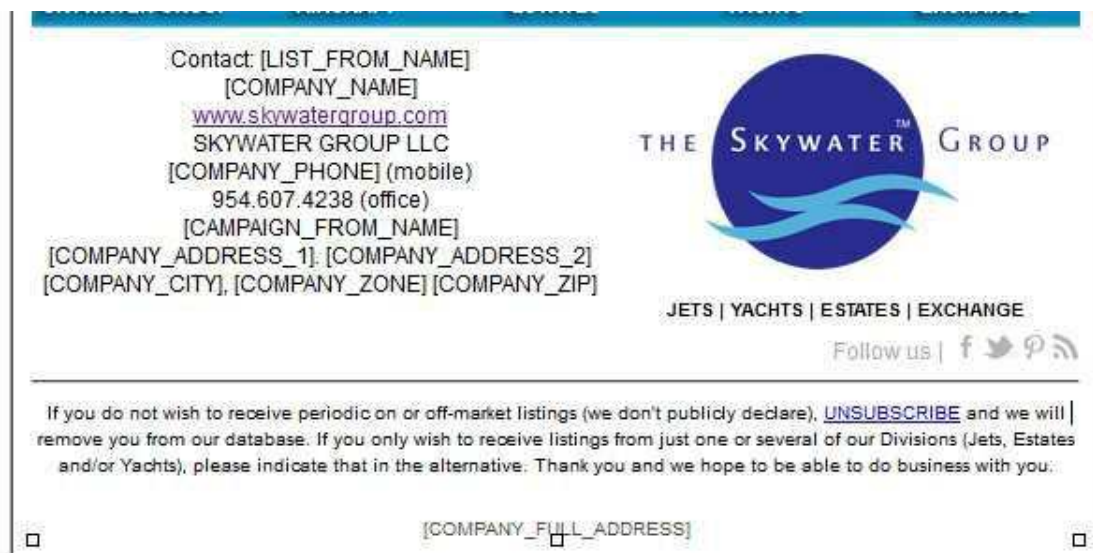 Contact: [LIST_FROM_NAME]
[COMPANY_NAME]
www.skywatergroup.com
SKYWATER GROUP LLC
[COMPANY_PHONE] (mobile)
954.607.4238 (office)
[CAMPAIGN_FROM_NAME]
[COMPANY_ADDRESS_1]. [COMPANY_ADDRESS_2]
[COMPANY_CITY], [COMPANY_ZONE] [COMPANY_ZIP]
THE SKYWATER™ GROUP
JETS | YACHTS | ESTATES | EXCHANGE
Follow us |
If you do not wish to receive periodic on or off-market listings (we don't publicly declare), UNSUBSCRIBE and we will
remove you from our database. If you only wish to receive listings from just one or several of our Divisions (Jets, Estates
and/or Yachts), please indicate that in the alternative. Thank you and we hope to be able to do business with you.
[COMPANY_FULL_ADDRESS]